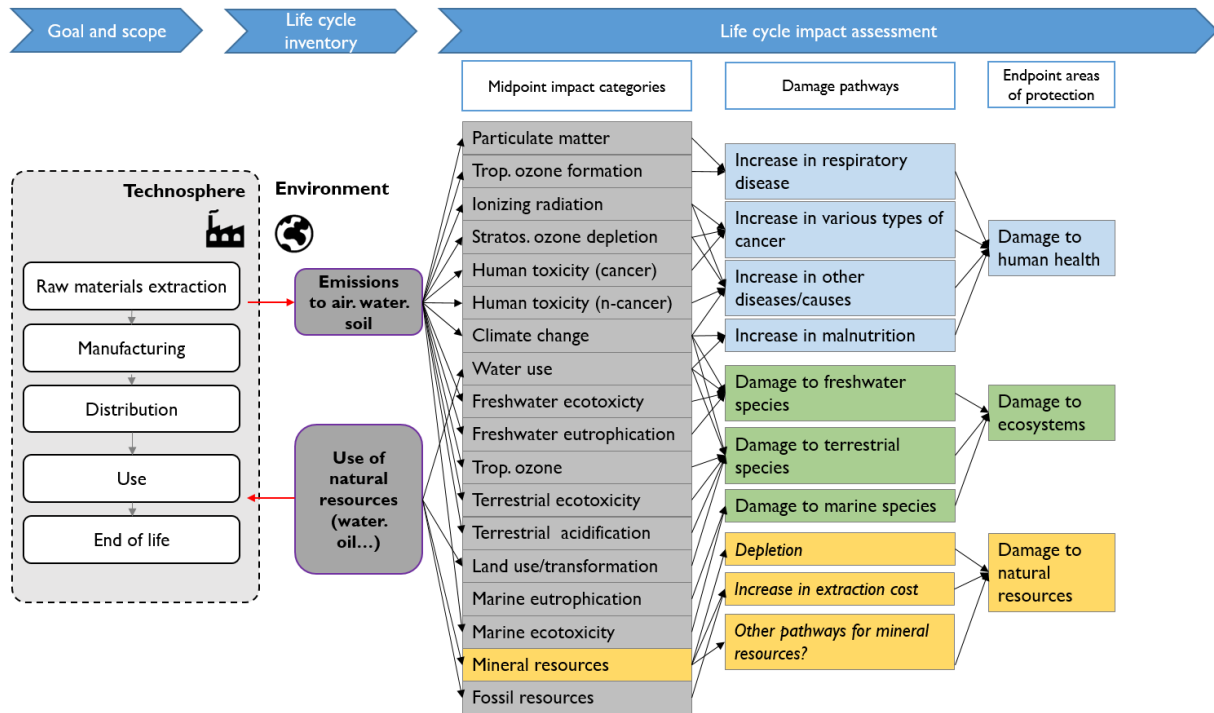 Goal and scope
Life cycle
inventory
Life cycle impact assessment
Midpoint impact categories
Damage pathways
Endpoint areas
of protection
Technosphere
Environment
Raw materials extraction
Manufacturing
Distribution
Use
End of life
Emissions
to air. water.
soil
Use of
natural
resources
(water.
oil...)
Particulate matter
Trop. ozone formation
Ionizing radiation
Stratos. ozone depletion
Human toxicity (cancer)
Human toxicity (n-cancer)
Climate change
Water use
Freshwater ecotoxicty
Freshwater eutrophication
Trop. ozone
Terrestrial ecotoxicity
Terrestrial acidification
Land use/transformation
Marine eutrophication
Marine ecotoxicity
Mineral resources
Fossil resources
Increase in respiratory
disease
Increase in various types of
cancer
Increase in other
diseases/causes
Increase in malnutrition
Damage to freshwater
species
Damage to terrestrial
species
Damage to marine species
Depletion
Increase in extraction cost
Other pathways for mineral
resources?
Damage to
human health
Damage to
ecosystems
Damage to
natural
resources